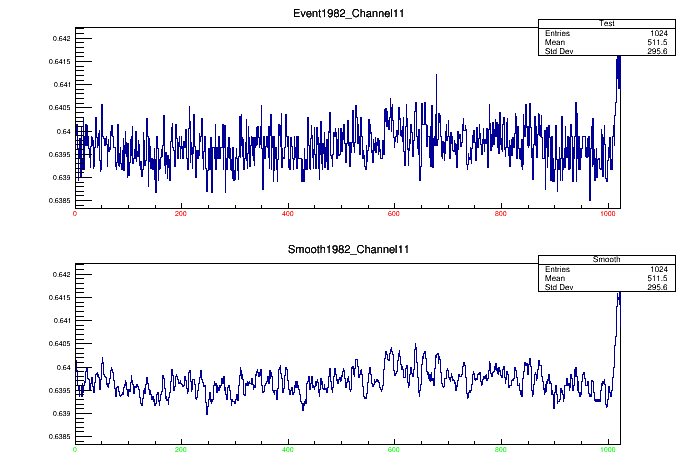 Event1982_Channel11
Test
Entries 1024
Mean 511.5
Std Dev 295.6
0.642
0.6415
0.641
0.6405
0.64
0.6395
0.639
0.6385
0 200 400 600 800 1000
Smooth1982_Channel11
Smooth
Entries 1024
Mean 511.5
Std Dev 295.6
0.642
0.6415
0.641
0.6405
0.64
0.6395
0.639
0.6385
0 200 400 600 800 1000